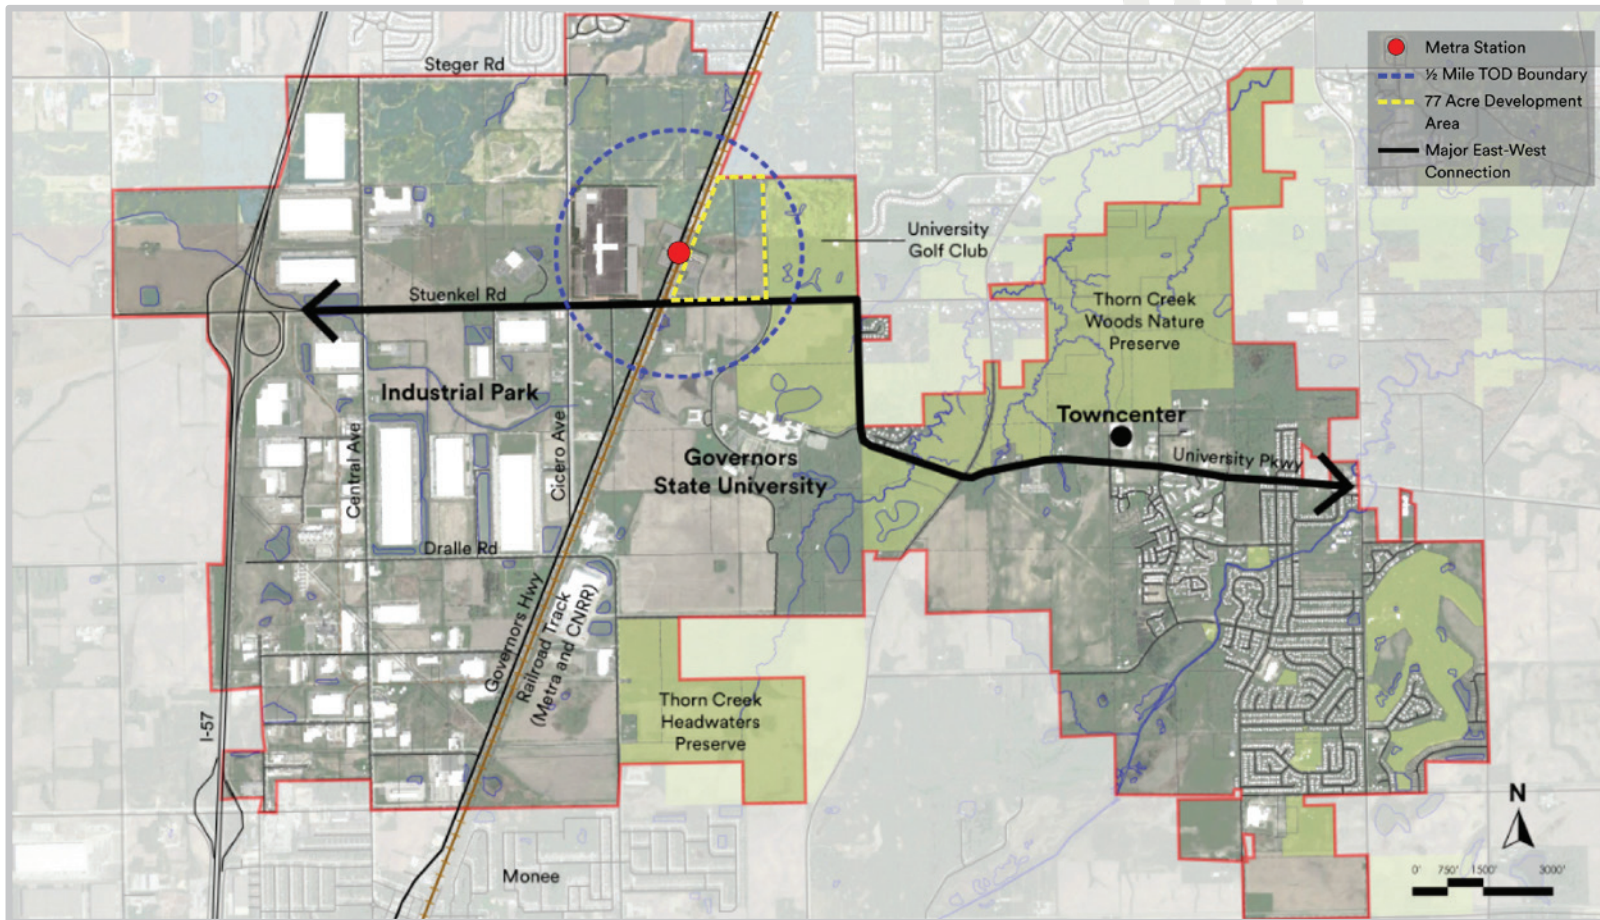 Steger Rd
Metra Station
½ Mile TOD Boundary
77 Acre Development
Area
Major East-West
Connection
University
Golf Club
Stuenkel Rd
Thorn Creek
Woods Nature
Preserve
Industrial Park
Towncenter
Central Ave
Cicero Ave
Governors
State University
University Pkwy
Dralle Rd
Governors Hwy
Railroad Track
(Metra and CNRR)
I-57
Thorn Creek
Headwaters
Preserve
Monee
N
0' 750' 1500' 3000'